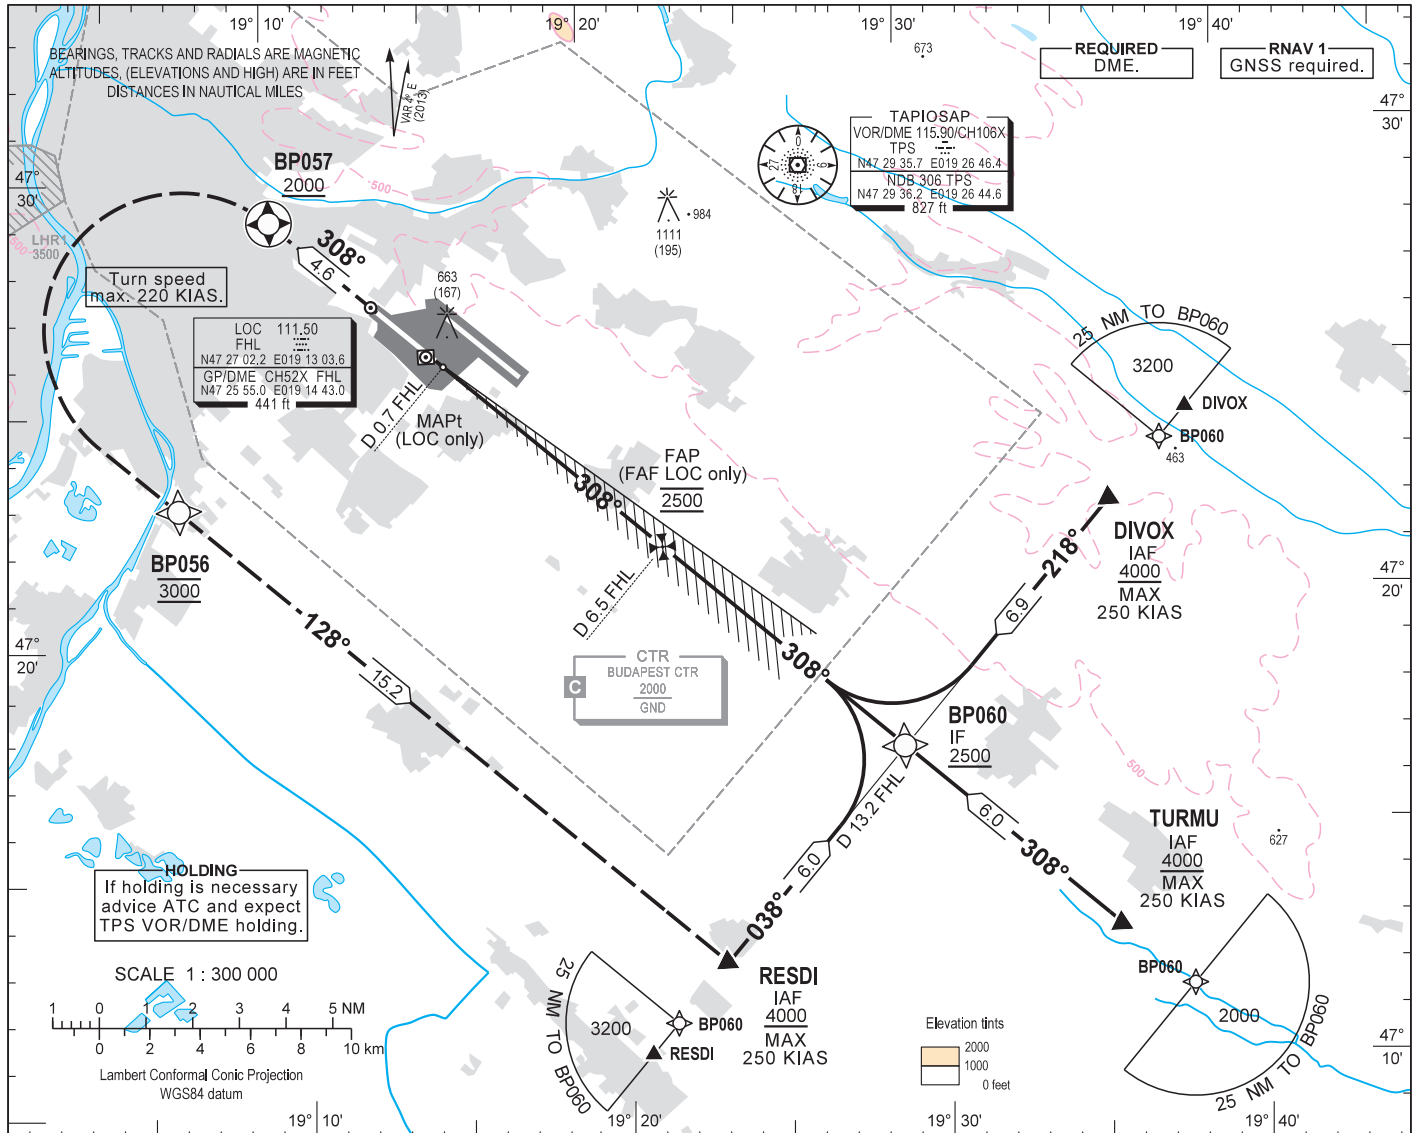 19° 10'
19° 20'
19° 30'
19° 40'
BEARINGS, TRACKS AND RADIALS ARE MAGNETIC
ALTITUDES, (ELEVATIONS AND HIGH) ARE IN FEET
DISTANCES IN NAUTICAL MILES
VAR 4° E
(2013)
673
REQUIRED
DME.
RNAV 1
GNSS required.
47°
30'
TAPIOSAP
VOR/DME 115.90/CH106X
TPS
N47 29 35.7 E019 26 46.4
NDB 306 TPS
N47 29 36.2 E019 26 44.6
827 ft
0
9
18
27
BP057
2000
47°
30'
500
984
1111
(195)
LHR1
3500
500
308°
4.6
Turn speed
max. 220 KIAS.
663
(167)
LOC 111.50
FHL
N47 27 02.2 E019 13 03.6
GP/DME CH52X FHL
N47 25 55.0 E019 14 43.0
441 ft
25 NM TO BP060
3200
DIVOX
BP060
463
D 0.7 FHL
MAPt
(LOC only)
FAP
(FAF LOC only)
2500
308°
BP056
3000
D 6.5 FHL
DIVOX
IAF
4000
MAX
250 KIAS
218°
6.9
47°
20'
128°
15.2
47°
20'
CTR
BUDAPEST CTR
2000
GND
C
308°
BP060
IF
2500
500
D 13.2 FHL
6.0
308°
TURMU
IAF
4000
MAX
250 KIAS
627
6.0
038°
HOLDING
If holding is necessary
advice ATC and expect
TPS VOR/DME holding.
RESDI
IAF
4000
MAX
250 KIAS
BP060
2000
25 NM TO BP060
SCALE 1 : 300 000
1 0 1 2 3 4 5 NM
0 2 4 6 8 10 km
Lambert Conformal Conic Projection
WGS84 datum
25 NM TO BP060
3200
BP060
RESDI
Elevation tints
2000
1000
0 feet
47°
10'
19° 10'
19° 20'
19° 30'
19° 40'